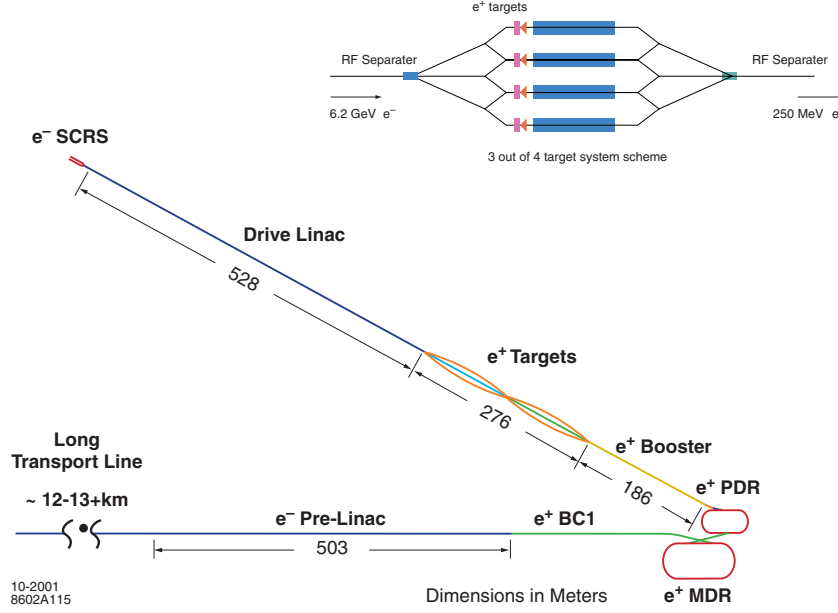 e⁺ targets
RF Separater
RF Separater
6.2 GeV e⁻
250 MeV e
3 out of 4 target system scheme
e⁻ SCRS
Drive Linac
528
e⁺ Targets
276
e⁺ Booster
186
e⁺ PDR
Long
Transport Line
~ 12-13+km
e⁻ Pre-Linac
e⁺ BC1
503
10-2001
8602A115
Dimensions in Meters
e⁺ MDR